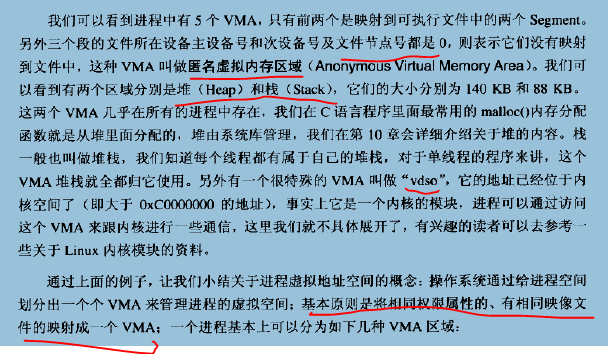 我们可以看到进程中有 5 个 VMA，只有前两个是映射到可执行文件中的两个 Segment。
另外三个段的文件所在设备主设备号和次设备号及文件节点号都是 0，则表示它们没有映射
到文件中，这种 VMA 叫做匿名虚拟内存区域（Anonymous Virtual Memory Area）。我们可
以看到有两个区域分别是堆（Heap）和栈（Stack），它们的大小分别为 140 KB 和 88 KB。
这两个 VMA 几乎在所有的进程中存在，我们在 C 语言程序里面最常用的 malloc()内存分配
函数就是从堆里面分配的，堆由系统库管理，我们在第 10 章会详细介绍关于堆的内容。栈
一般也叫做堆栈，我们知道每个线程都有属于自己的堆栈，对于单线程的程序来讲，这个
VMA 堆栈就全都归它使用。另外有一个很特殊的 VMA 叫做“vdso”，它的地址已经位于内
核空间了（即大于 0xC0000000 的地址），事实上它是一个内核的模块，进程可以通过访问
这个 VMA 来跟内核进行一些通信，这里我们就不具体展开了，有兴趣的读者可以去参考一
些关于 Linux 内核模块的资料。
通过上面的例子，让我们小结关于进程虚拟地址空间的概念：操作系统通过给进程空间
划分出一个个 VMA 来管理进程的虚拟空间；基本原则是将相同权限属性的、有相同映像文
件的映射成一个 VMA；一个进程基本上可以分为如下几种 VMA 区域：